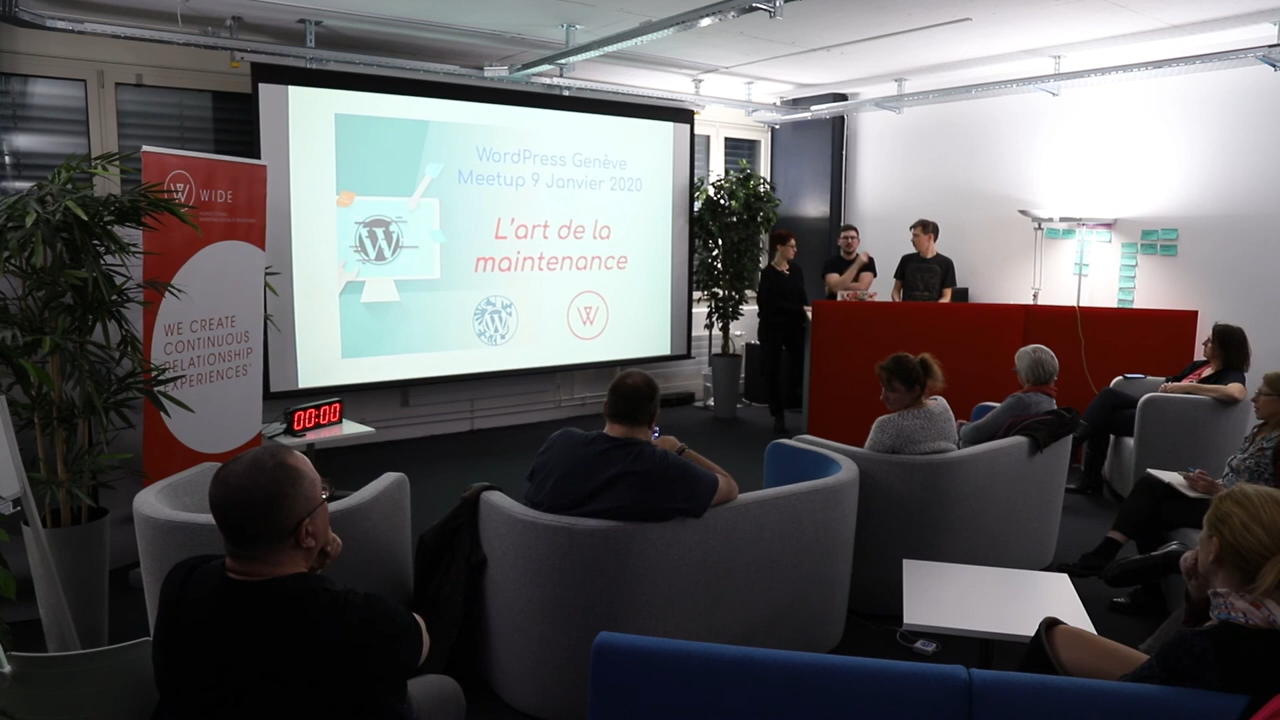 WIDE
WE CREATE
CONTINUOUS
RELATIONSHIP
EXPERIENCES
WordPress Genève
Meetup 9 Janvier 2020
L'art de la
maintenance
00:00